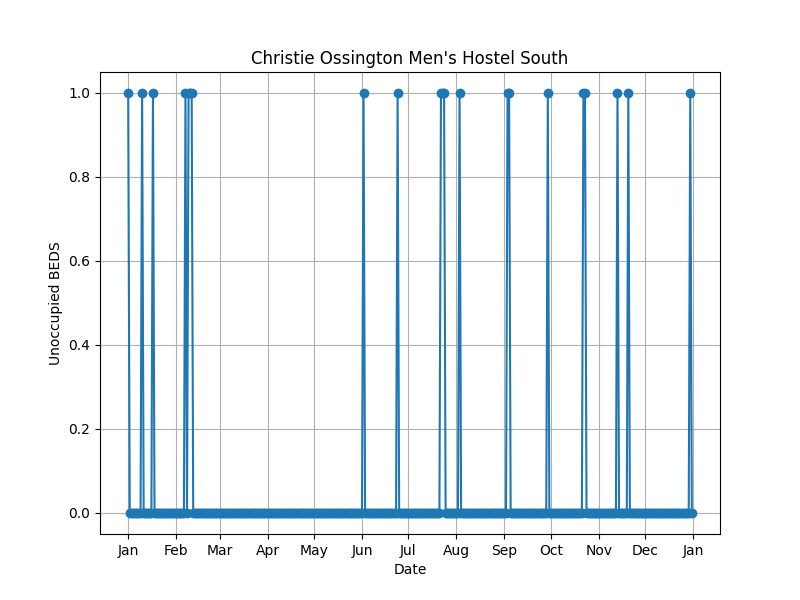 Christie Ossington Men's Hostel South
Unoccupied BEDS
1.0
0.8
0.6
0.4
0.2
0.0
Jan Feb Mar Apr May Jun Jul Aug Sep Oct Nov Dec Jan
Date